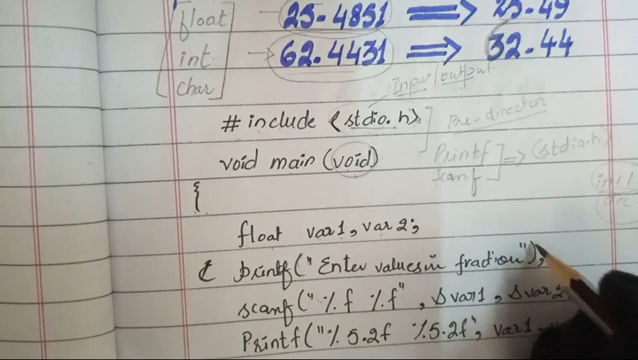 float
int
char
25.4851 ⟹ 25.49
62.4431 ⟹ 32.44
Input/output
# include <stdio.h>
Pre-director
void main (void)
Printf
scanf
⟹ (stdio.h)
{
float var1, var2;
printf("Enter values in fraction");
scanf("%f %f", &var1, &var2
Printf("%5.2f %5.2f", var1,